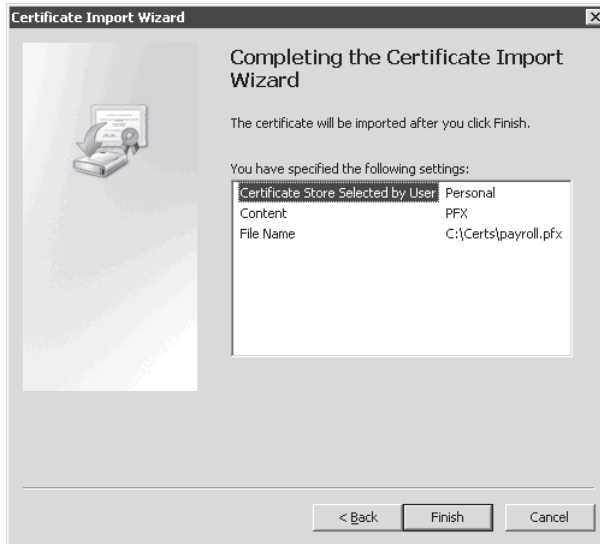 Certificate Import Wizard
Completing the Certificate Import
Wizard
The certificate will be imported after you click Finish.
You have specified the following settings:
Certificate Store Selected by User Personal
Content PFX
File Name C:\Certs\payroll.pfx
< Back Finish Cancel